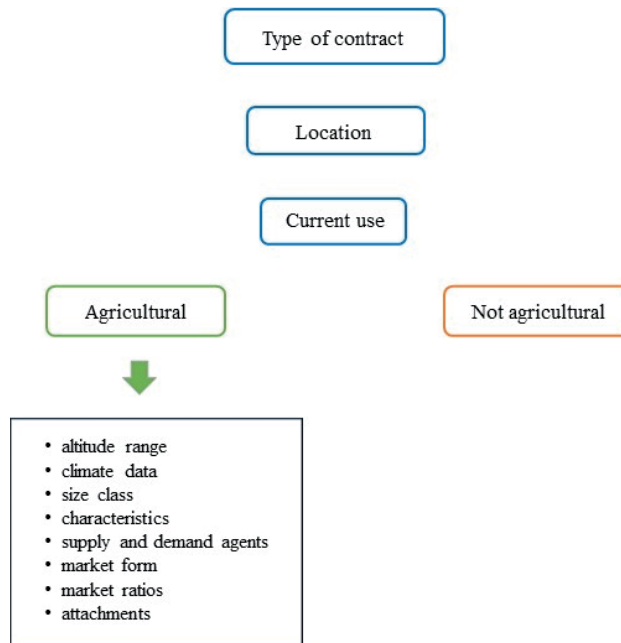 Type of contract
Location
Current use
Agricultural
Not agricultural
• altitude range
• climate data
• size class
• characteristics
• supply and demand agents
• market form
• market ratios
• attachments